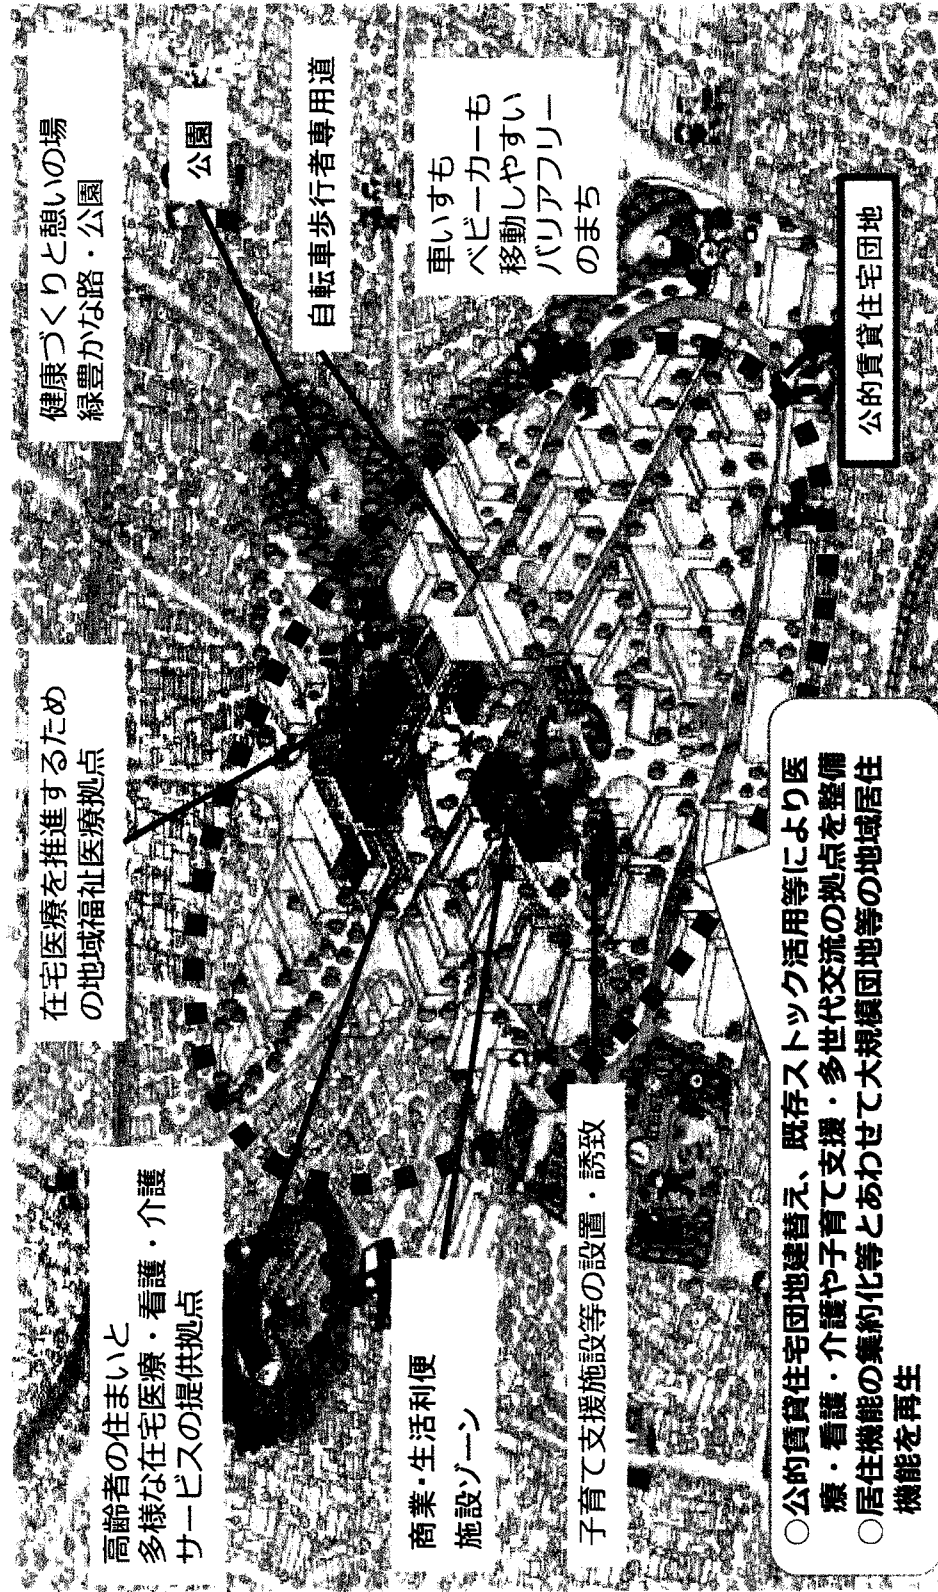 健康づくりと憩いの場
緑豊かな路・公園
公園
自転車歩行者専用道
車いすも
ベビーカーも
移動しやすい
バリアフリー
のまち
公的賃貸住宅団地
在宅医療を推進するため
の地域福祉医療拠点
高齢者の住まいと
多様な在宅医療・看護・介護
サービスの提供拠点
商業・生活利便
施設ゾーン
子育て支援施設等の設置・誘致
○公的賃貸住宅団地建替え、既存ストック活用等により医
療・看護・介護や子育て支援・多世代交流の拠点を整備
○居住機能の集約化等とあわせて大規模団地等の地域居住
機能を再生